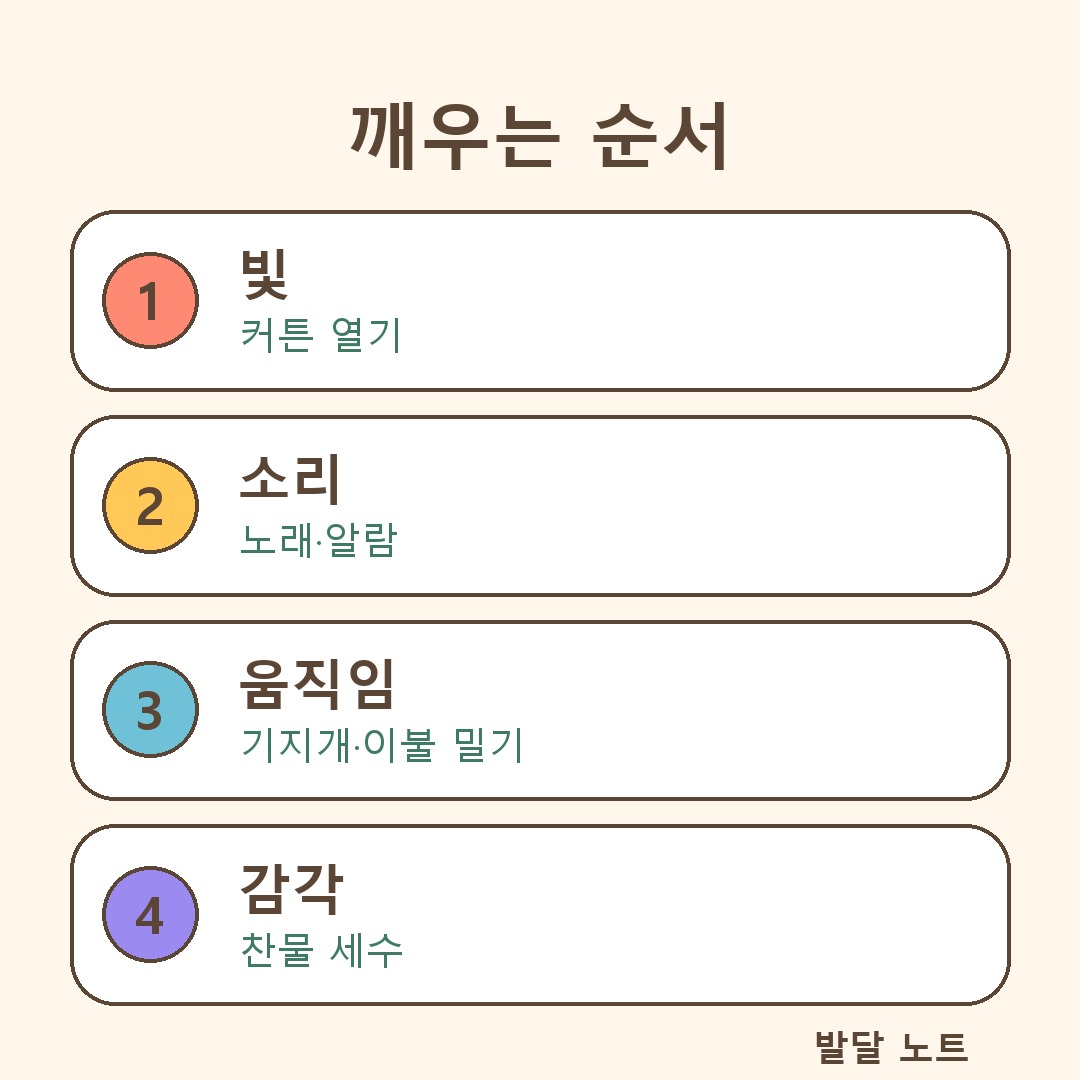 깨우는 순서
1
빛
커튼 열기
2
소리
노래·알람
3
움직임
기지개·이불 밀기
4
감각
찬물 세수
발달 노트